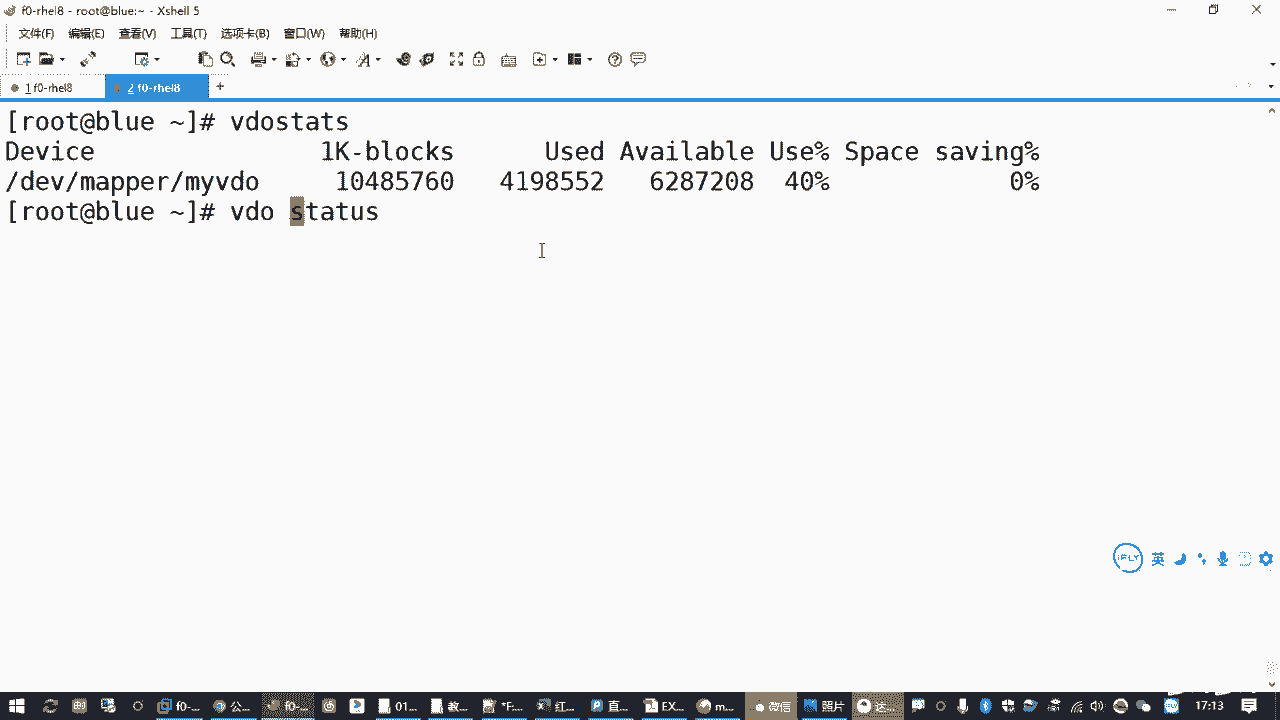 f0-rhel8 - root@blue:~ - Xshell 5
文件(F) 编辑(E) 查看(V) 工具(T) 选项卡(B) 窗口(W) 帮助(H)
1 f0-rhel8 2 f0-rhel8 +
[root@blue ~]# vdostats
Device 1K-blocks Used Available Use% Space saving%
/dev/mapper/myvdo 10485760 4198552 6287208 40% 0%
[root@blue ~]# vdo status
iFLY 英
f0-... 公... f0-... 01... 教... *F... 红... 直... EX... m... 微信 照片 达... 17:13